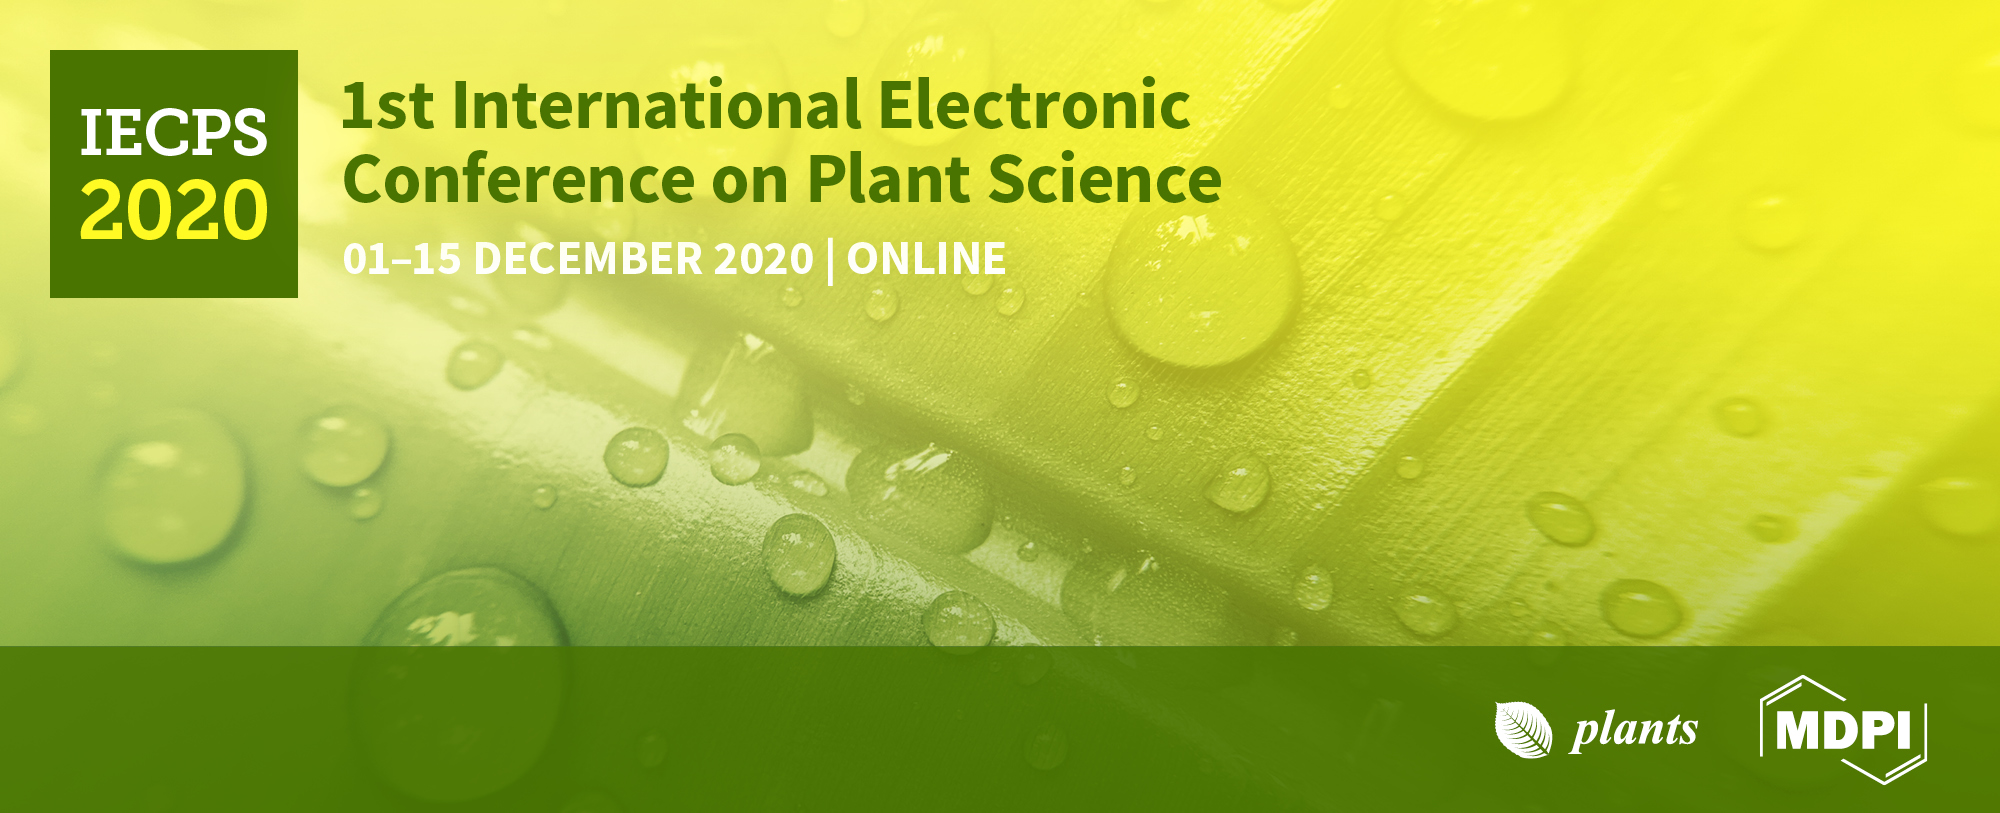 IECPS
2020
1st International Electronic
Conference on Plant Science
01–15 DECEMBER 2020 | ONLINE
plants
MDPI